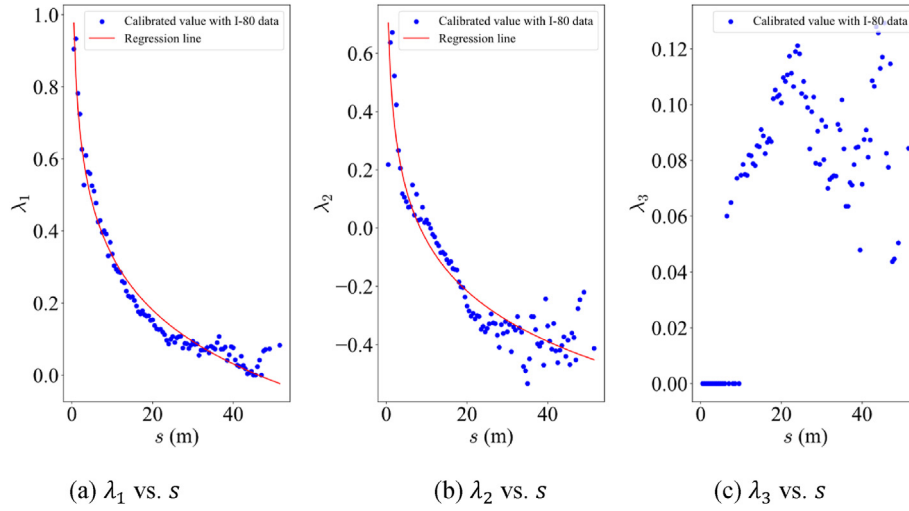 Calibrated value with I-80 data
Regression line
1.0
0.8
0.6
0.4
0.2
0.0
λ1
0
20
40
s (m)
(a) λ₁ vs. s
Calibrated value with I-80 data
Regression line
0.6
0.4
0.2
0.0
−0.2
−0.4
λ2
0
20
40
s (m)
(b) λ₂ vs. s
Calibrated value with I-80 data
0.12
0.10
0.08
0.06
0.04
0.02
0.00
λ3
0
20
40
s (m)
(c) λ₃ vs. s